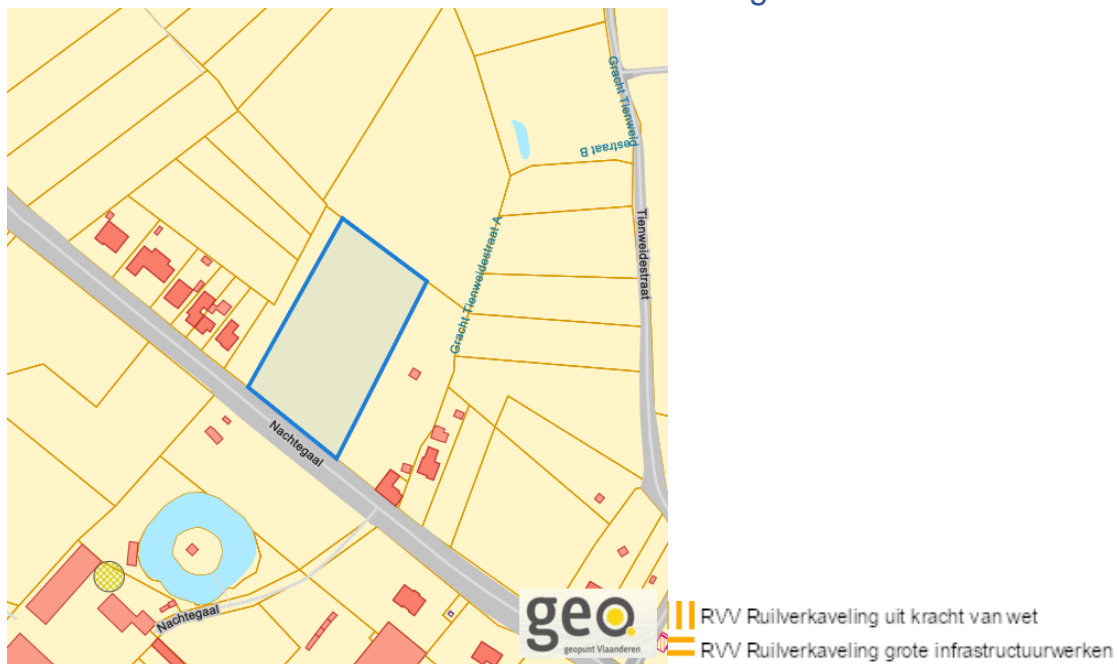 Gracht Tienweid
estraat B
Gracht Tienweidestraat A
Tienweidestraat
Nachtegaal
Nachtegaal
geo.
geopunt Vlaanderen
RVV Ruilverkaveling uit kracht van wet
RVV Ruilverkaveling grote infrastructuurwerken